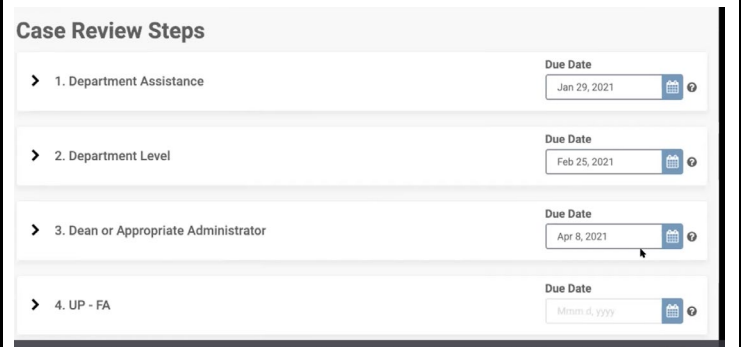 Case Review Steps
Due Date
1. Department Assistance
Jan 29, 2021
Due Date
2. Department Level
Feb 25, 2021
Due Date
3. Dean or Appropriate Administrator
Apr 8, 2021
Due Date
4. UP - FA
Mmm d, yyyy